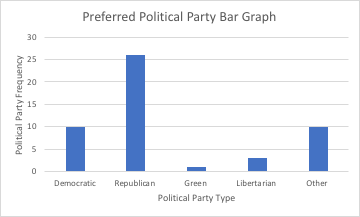 Preferred Political Party Bar Graph
Political Party Frequency
30
25
20
15
10
5
0
Democratic Republican Green Libertarian Other
Political Party Type